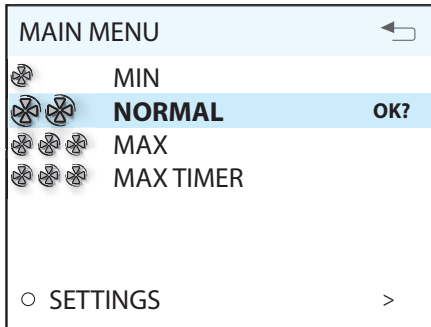 MAIN MENU
MIN
NORMAL OK?
MAX
MAX TIMER
SETTINGS >